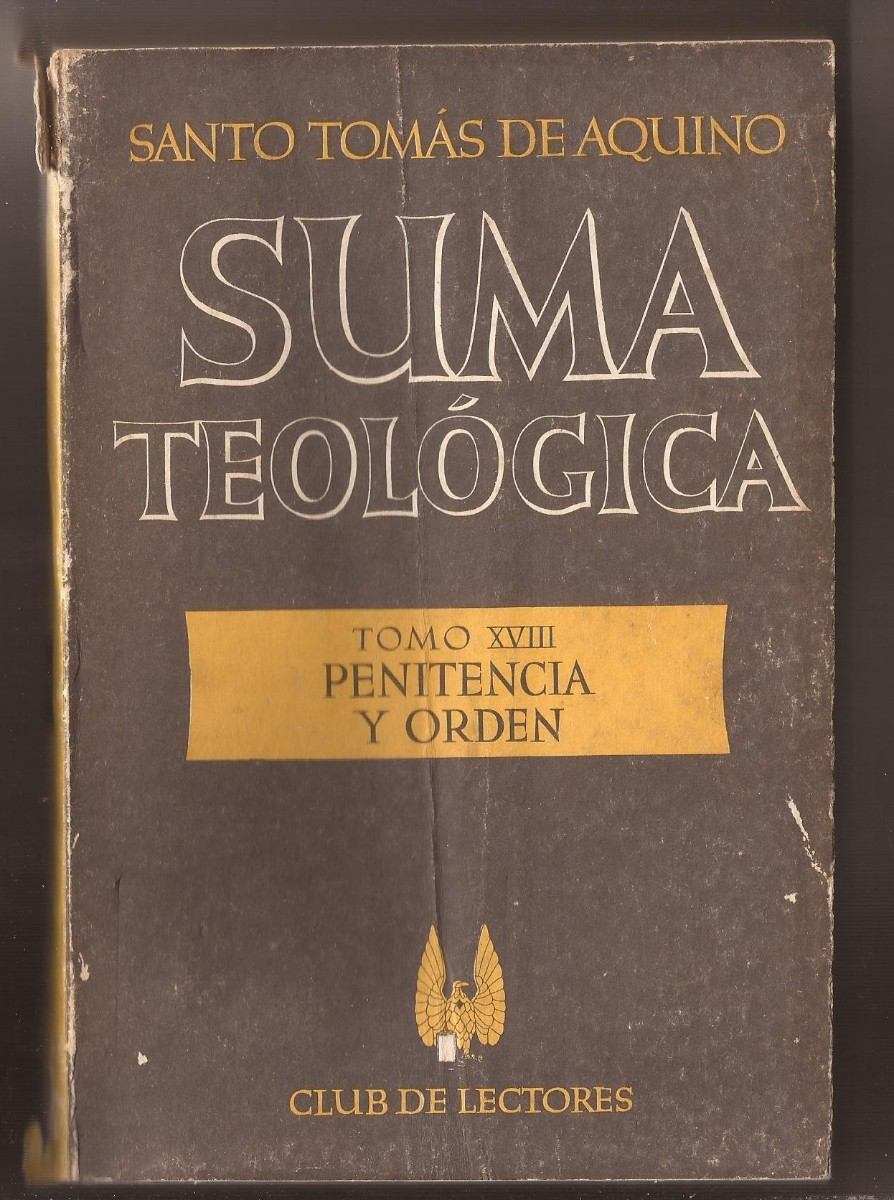 SANTO TOMÁS DE AQUINO
SUMA
TEOLÓGICA
TOMO XVIII
PENITENCIA
Y ORDEN
CLUB DE LECTORES